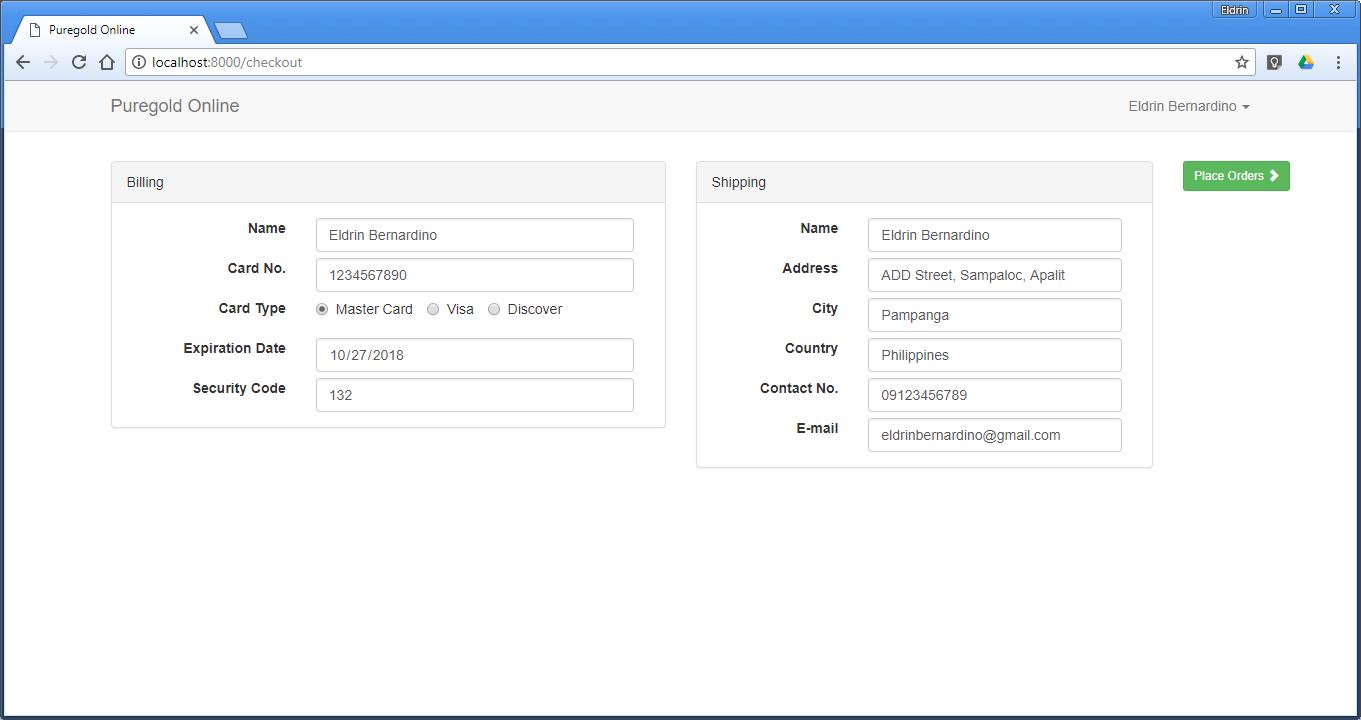 Eldrin
Puregold Online
localhost:8000/checkout
Puregold Online
Eldrin Bernardino
Billing
Name
Eldrin Bernardino
Card No.
1234567890
Card Type
Master Card Visa Discover
Expiration Date
10/27/2018
Security Code
132
Shipping
Name
Eldrin Bernardino
Address
ADD Street, Sampaloc, Apalit
City
Pampanga
Country
Philippines
Contact No.
09123456789
E-mail
eldrinbernardino@gmail.com
Place Orders